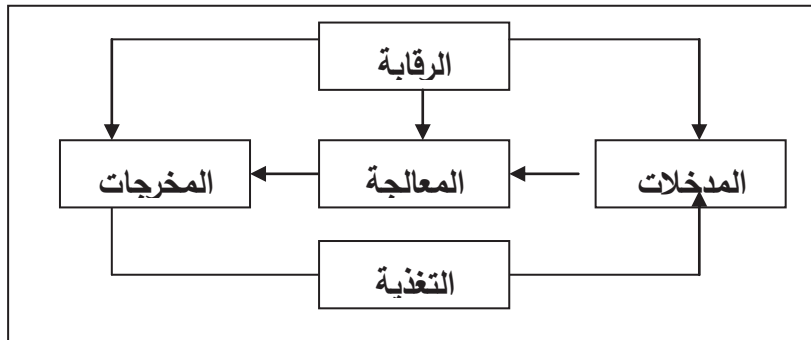 الرقابة
المدخلات
المعالجة
المخرجات
التغذية